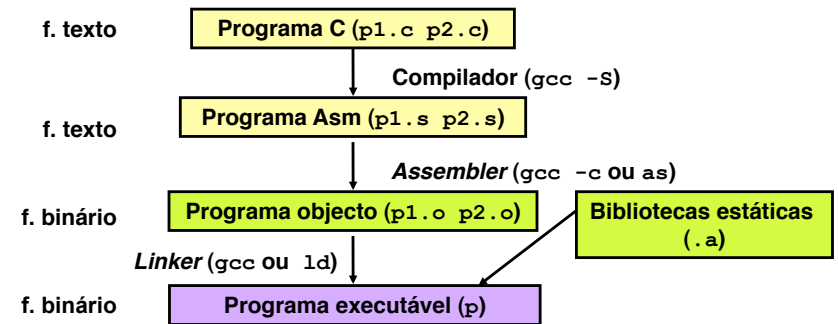 f. texto
Programa C (p1.c p2.c)
Compilador (gcc -S)
f. texto
Programa Asm (p1.s p2.s)
Assembler (gcc -c ou as)
f. binário
Programa objecto (p1.o p2.o)
Bibliotecas estáticas
(.a)
Linker (gcc ou ld)
f. binário
Programa executável (p)